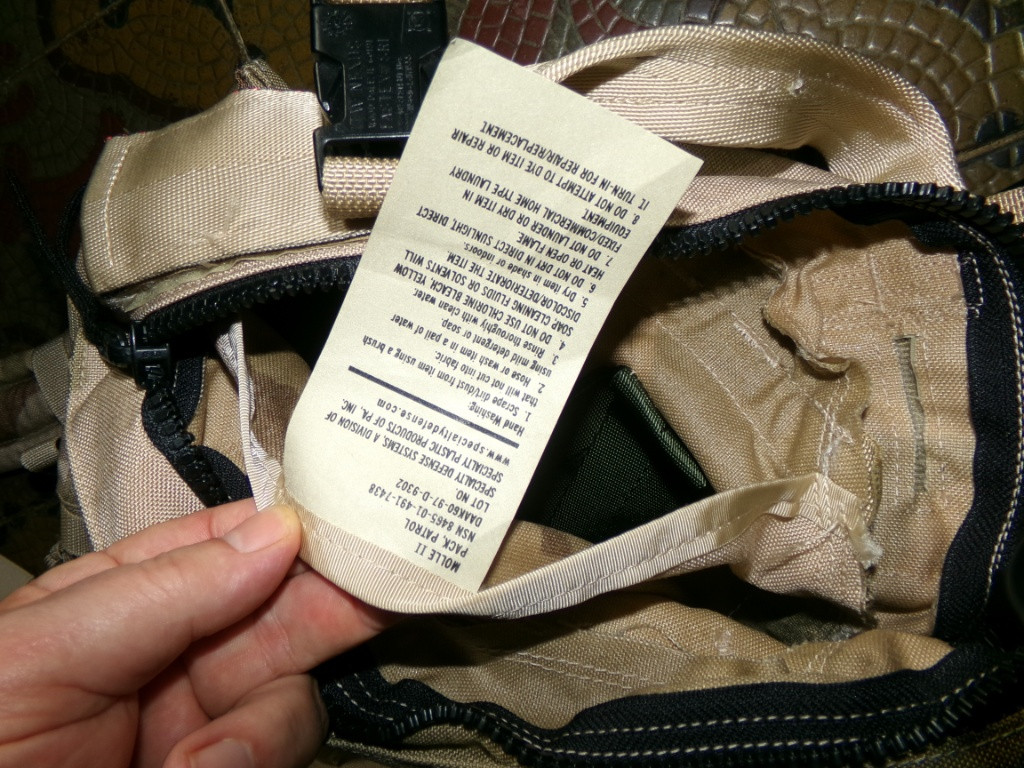 MOLLE II
PACK, PATROL
NSN 8465-01-491-7438
DAAK60-97-D-9302
LOT NO.
SPECIALTY DEFENSE SYSTEMS, A DIVISION OF
SPECIALTY PLASTIC PRODUCTS OF PA, INC.
www.specialtydefense.com
Hand Washing:
1. Scrape dirt/dust from item using a brush
that will not cut into fabric.
2. Hose or wash item in a pail of water
using mild detergent or soap.
3. Rinse thoroughly with clean water.
4. DO NOT USE CHLORINE BLEACH, YELLOW
SOAP, CLEANING FLUIDS OR SOLVENTS WILL
DISCOLOR/DETERIORATE THE ITEM
5. Dry item in shade or indoors.
6. DO NOT DRY IN DIRECT SUNLIGHT, DIRECT
HEAT OR OPEN FLAME.
7. DO NOT LAUNDER OR DRY ITEM IN
FIXED/COMMERCIAL HOME TYPE LAUNDRY
EQUIPMENT.
8. DO NOT ATTEMPT TO DYE ITEM OR REPAIR
IT. TURN-IN FOR REPAIR/REPLACEMENT